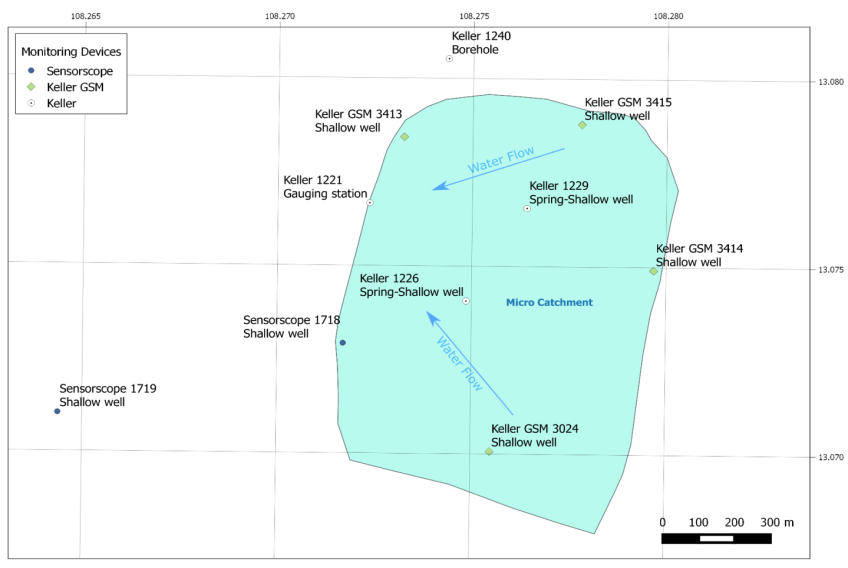 108.265
108.270
108.275
108.280
Keller 1240
Borehole
Monitoring Devices
Sensorscope
Keller GSM
Keller
13.080
Keller GSM 3413
Shallow well
Keller GSM 3415
Shallow well
Water Flow
Keller 1221
Gauging station
Keller 1229
Spring-Shallow well
Keller GSM 3414
Shallow well
13.075
Keller 1226
Spring-Shallow well
Micro Catchment
Sensorscope 1718
Shallow well
Water Flow
Sensorscope 1719
Shallow well
Keller GSM 3024
Shallow well
13.070
0 100 200 300 m